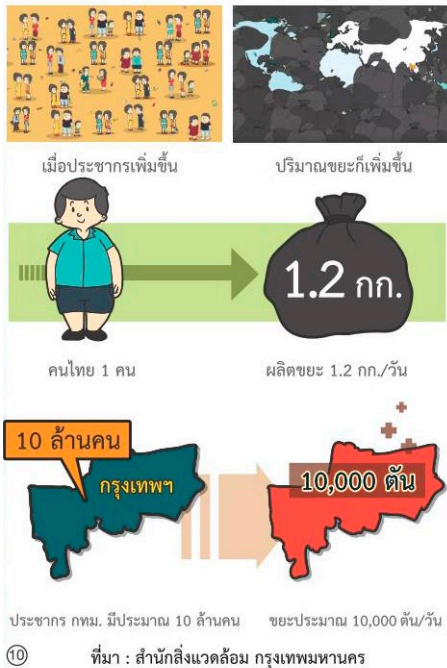 เมื่อประชากรเพิ่มขึ้น
ปริมาณขยะก็เพิ่มขึ้น
1.2 กก.
คนไทย 1 คน
ผลิตขยะ 1.2 กก./วัน
10 ล้านคน
กรุงเทพฯ
10,000 ตัน
ประชากร กทม. มีประมาณ 10 ล้านคน
ขยะประมาณ 10,000 ตัน/วัน
10
ที่มา : สำนักสิ่งแวดล้อม กรุงเทพมหานคร